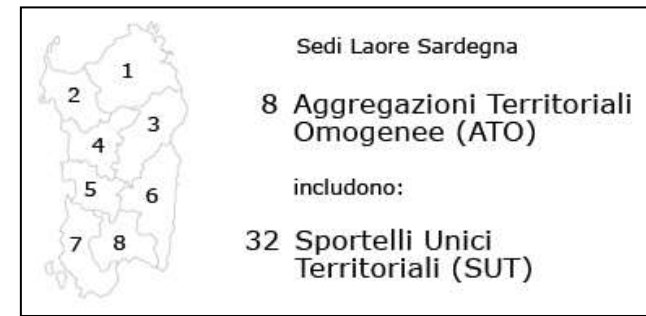 1
2
3
4
5
6
7
8
Sedi Laore Sardegna
8 Aggregazioni Territoriali
Omogenee (ATO)
includono:
32 Sportelli Unici
Territoriali (SUT)